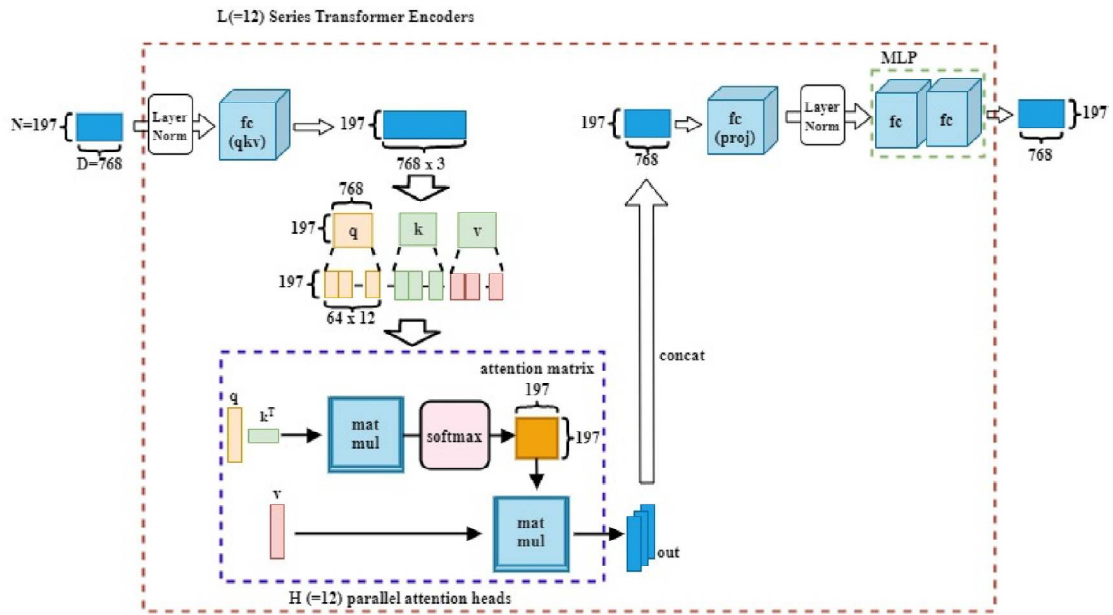 L(=12) Series Transformer Encoders
MLP
N=197
D=768
Layer
Norm
fc
(qkv)
197
768 x 3
197
768
fc
(proj)
Layer
Norm
fc
fc
197
768
768
197
q
k
v
197
64 x 12
concat
attention matrix
197
197
q
k^T
mat
mul
softmax
v
mat
mul
out
H (=12) parallel attention heads